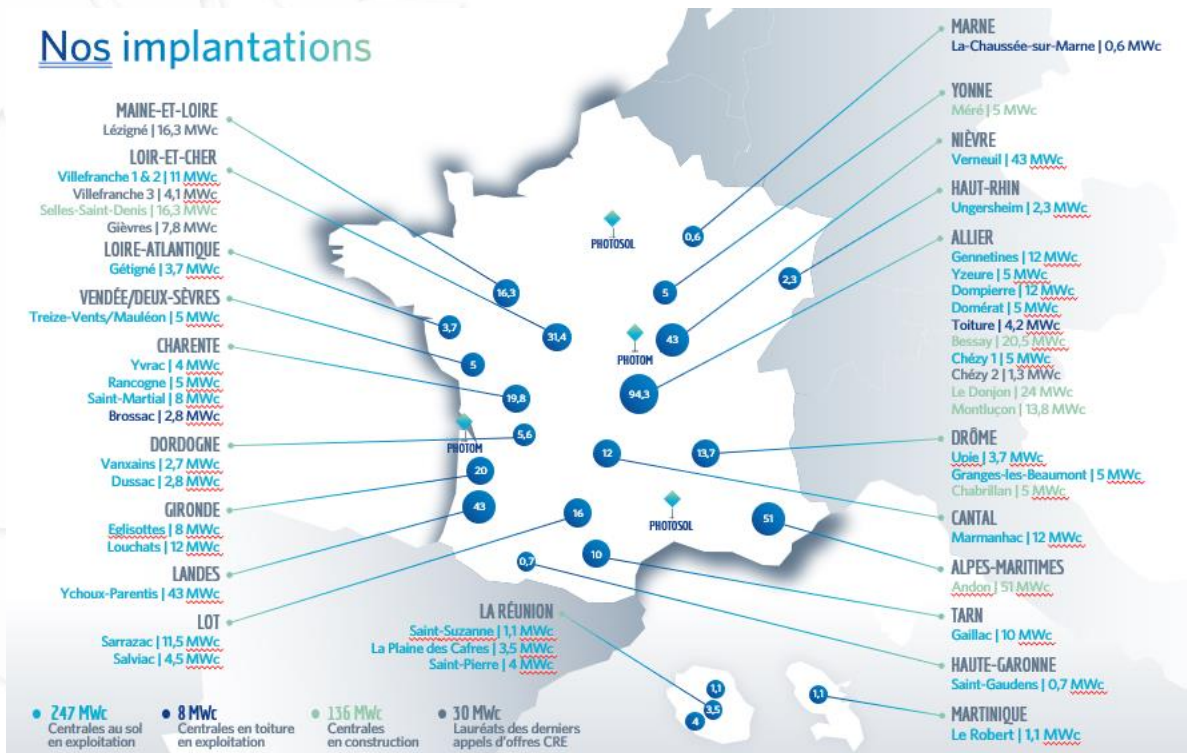 Nos implantations
MAINE-ET-LOIRE
Lézigné | 16,3 MWc
LOIR-ET-CHER
Villefranche 1 & 2 | 11 MWc
Villefranche 3 | 4,1 MWc
Selles-Saint-Denis | 16,3 MWc
Gièvres | 7,8 MWc
LOIRE-ATLANTIQUE
Gétigné | 3,7 MWc
VENDÉE/DEUX-SÈVRES
Treize-Vents/Mauléon | 5 MWc
CHARENTE
Yvrac | 4 MWc
Rancogne | 5 MWc
Saint-Martial | 8 MWc
Brossac | 2,8 MWc
DORDOGNE
Vanxains | 2,7 MWc
Dussac | 2,8 MWc
GIRONDE
Eglisottes | 8 MWc
Louchats | 12 MWc
LANDES
Ychoux-Parentis | 43 MWc
LOT
Sarrazac | 11,5 MWc
Salviac | 4,5 MWc
LA RÉUNION
Saint-Suzanne | 1,1 MWc
La Plaine des Cafres | 3,5 MWc
Saint-Pierre | 4 MWc
PHOTOSOL
0,6
2,3
16,3
5
3,7
31,4
PHOTOM
43
5
19,8
94,3
PHOTOM
5,6
12
13,7
20
43
16
PHOTOSOL
51
0,7
10
1,1
3,5
4
1,1
MARNE
La-Chaussée-sur-Marne | 0,6 MWc
YONNE
Méré | 5 MWc
NIÈVRE
Verneuil | 43 MWc
HAUT-RHIN
Ungersheim | 2,3 MWc
ALLIER
Gennetines | 12 MWc
Yzeure | 5 MWc
Dompierre | 12 MWc
Domérat | 5 MWc
Toiture | 4,2 MWc
Bessay | 20,5 MWc
Chézy 1 | 5 MWc
Chézy 2 | 1,3 MWc
Le Donjon | 24 MWc
Montluçon | 13,8 MWc
DRÔME
Upie | 3,7 MWc
Granges-les-Beaumont | 5 MWc
Chabrillan | 5 MWc
CANTAL
Marmanhac | 12 MWc
ALPES-MARITIMES
Andon | 51 MWc
TARN
Gaillac | 10 MWc
HAUTE-GARONNE
Saint-Gaudens | 0,7 MWc
MARTINIQUE
Le Robert | 1,1 MWc
247 MWc
Centrales au sol
en exploitation
8 MWc
Centrales en toiture
en exploitation
136 MWc
Centrales
en construction
30 MWc
Lauréats des derniers
appels d'offres CRE